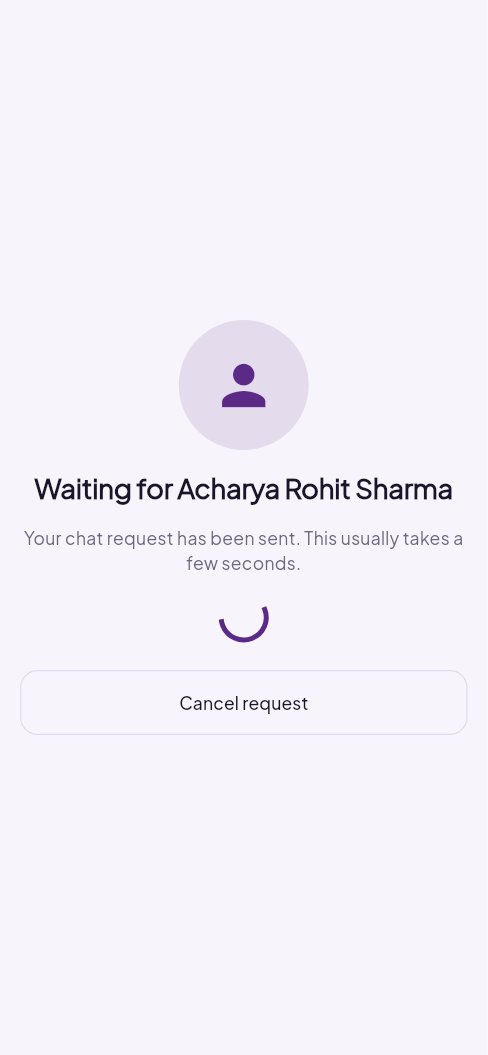 Waiting for Acharya Rohit Sharma
Your chat request has been sent. This usually takes a
few seconds.
Cancel request